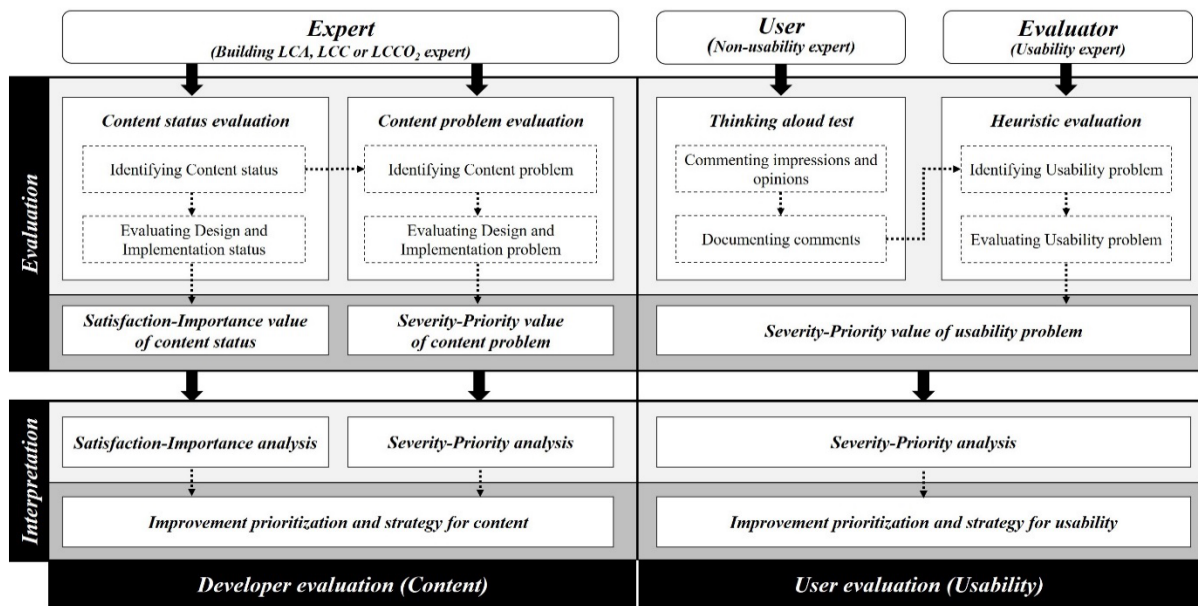 Expert
(Building LCA, LCC or LCCO₂ expert)
User
(Non-usability expert)
Evaluator
(Usability expert)
Evaluation
Content status evaluation
Identifying Content status
Evaluating Design and
Implementation status
Content problem evaluation
Identifying Content problem
Evaluating Design and
Implementation problem
Thinking aloud test
Commenting impressions and
opinions
Documenting comments
Heuristic evaluation
Identifying Usability problem
Evaluating Usability problem
Satisfaction-Importance value
of content status
Severity-Priority value
of content problem
Severity-Priority value of usability problem
Interpretation
Satisfaction-Importance analysis
Severity-Priority analysis
Severity-Priority analysis
Improvement prioritization and strategy for content
Improvement prioritization and strategy for usability
Developer evaluation (Content)
User evaluation (Usability)